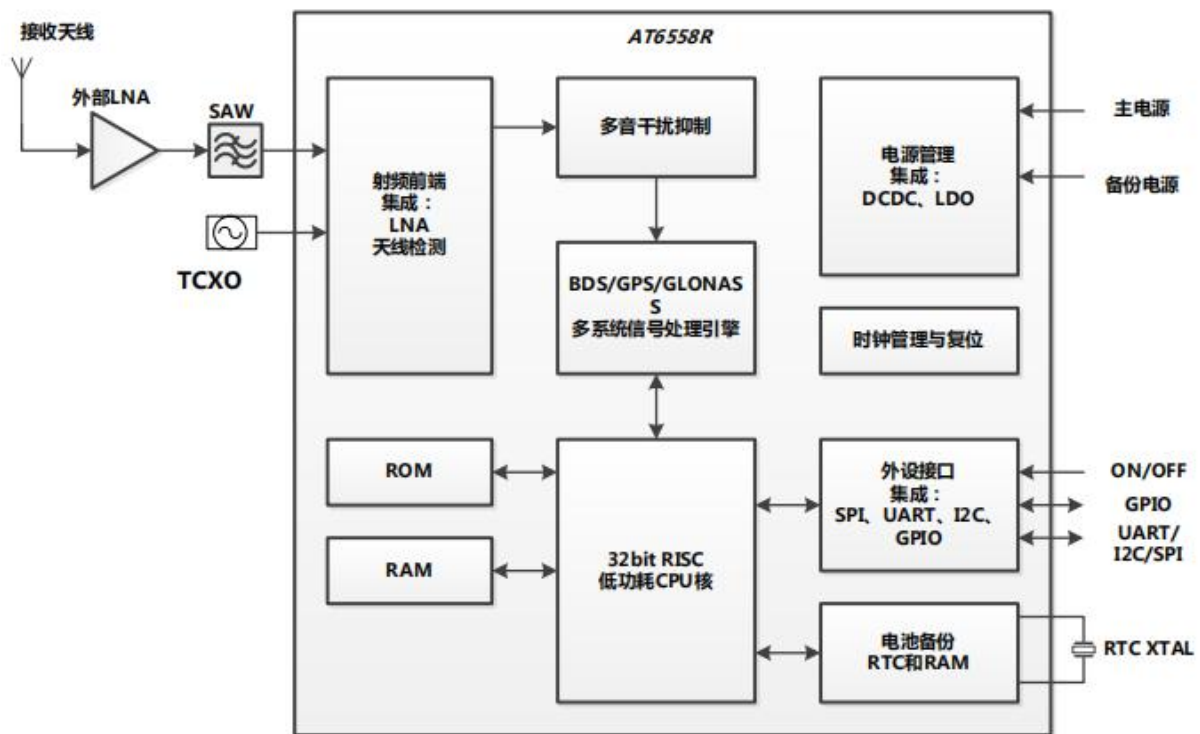 接收天线
AT6558R
外部LNA
SAW
TCXO
射频前端
集成：
LNA
天线检测
多音干扰抑制
BDS/GPS/GLONAS
S
多系统信号处理引擎
电源管理
集成：
DCDC、LDO
主电源
备份电源
时钟管理与复位
ROM
RAM
32bit RISC
低功耗CPU核
外设接口
集成：
SPI、UART、I2C、
GPIO
ON/OFF
GPIO
UART/
I2C/SPI
电池备份
RTC和RAM
RTC XTAL